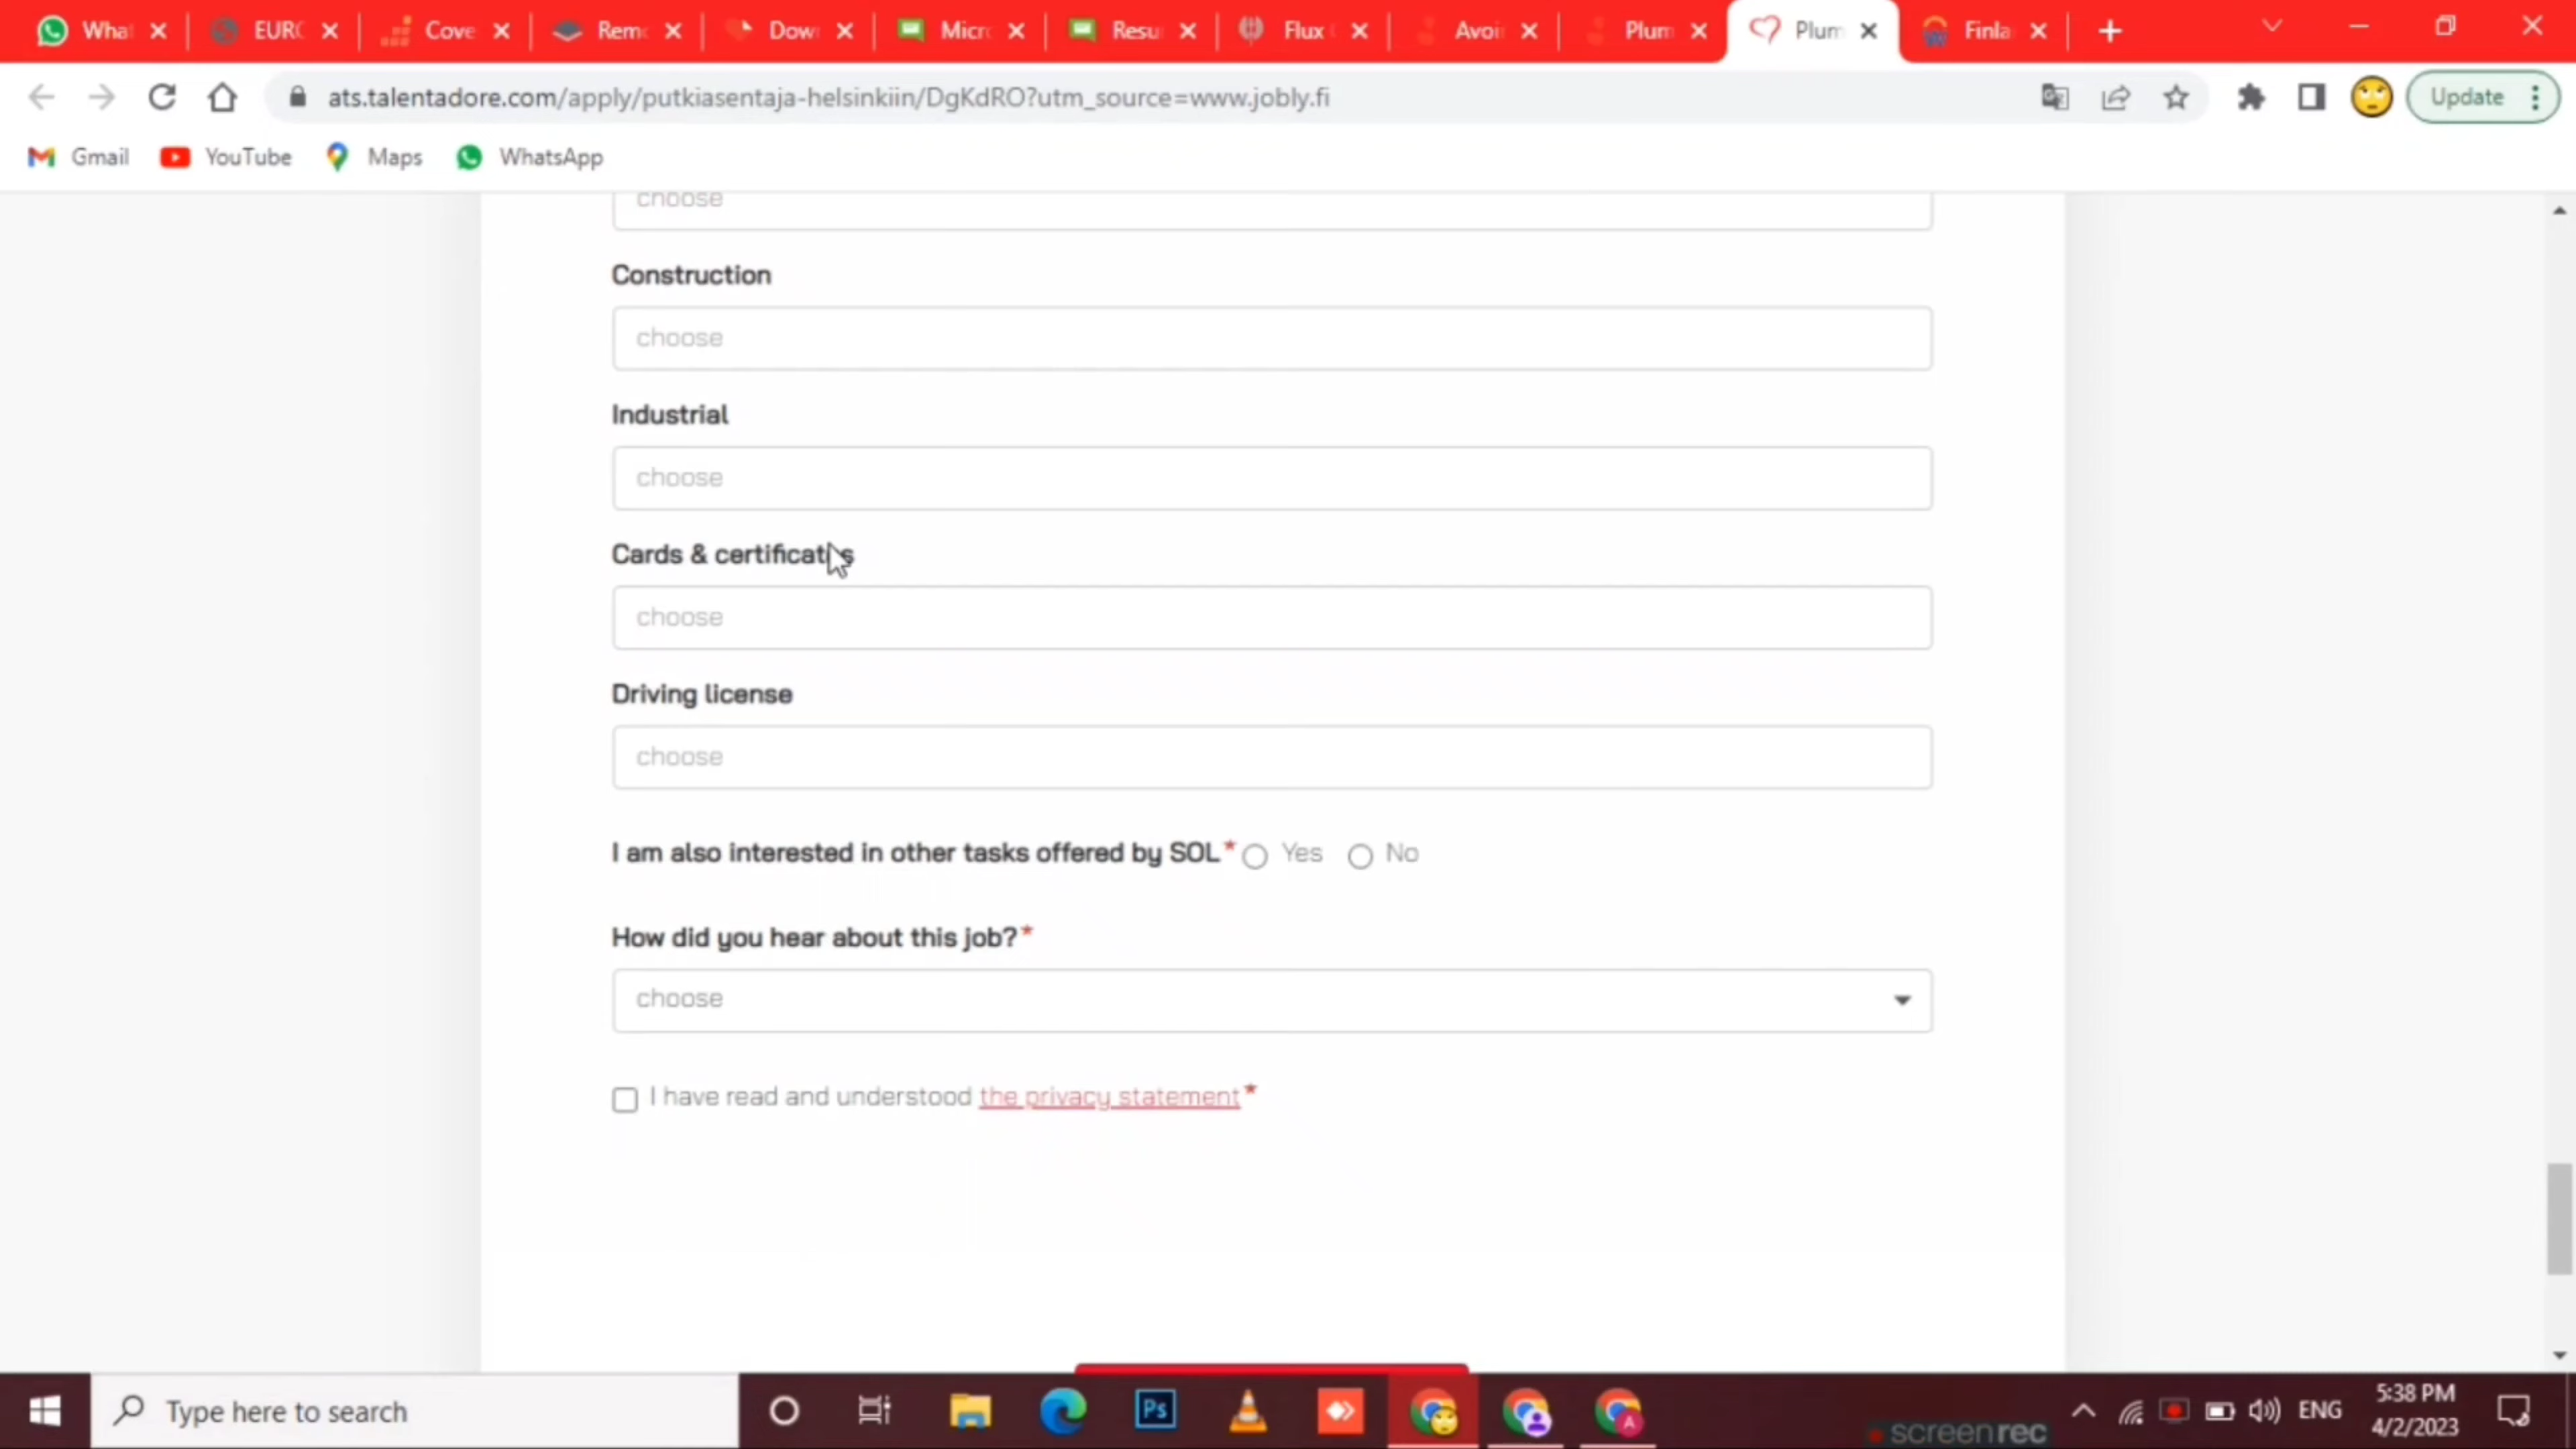 What EURO Cove Rem Dow Micro Resu Flux Avoi Plum Plum Finla
ats.talentadore.com/apply/putkiasentaja-helsinkiin/DgKdRO?utm_source=www.jobly.fi Update
Gmail YouTube Maps WhatsApp
choose
Construction
choose
Industrial
choose
Cards & certificates
choose
Driving license
choose
I am also interested in other tasks offered by SOL* Yes No
How did you hear about this job?*
choose
I have read and understood the privacy statement*
Type here to search
Ps
A
ENG
5:38 PM
4/2/2023
screenrec